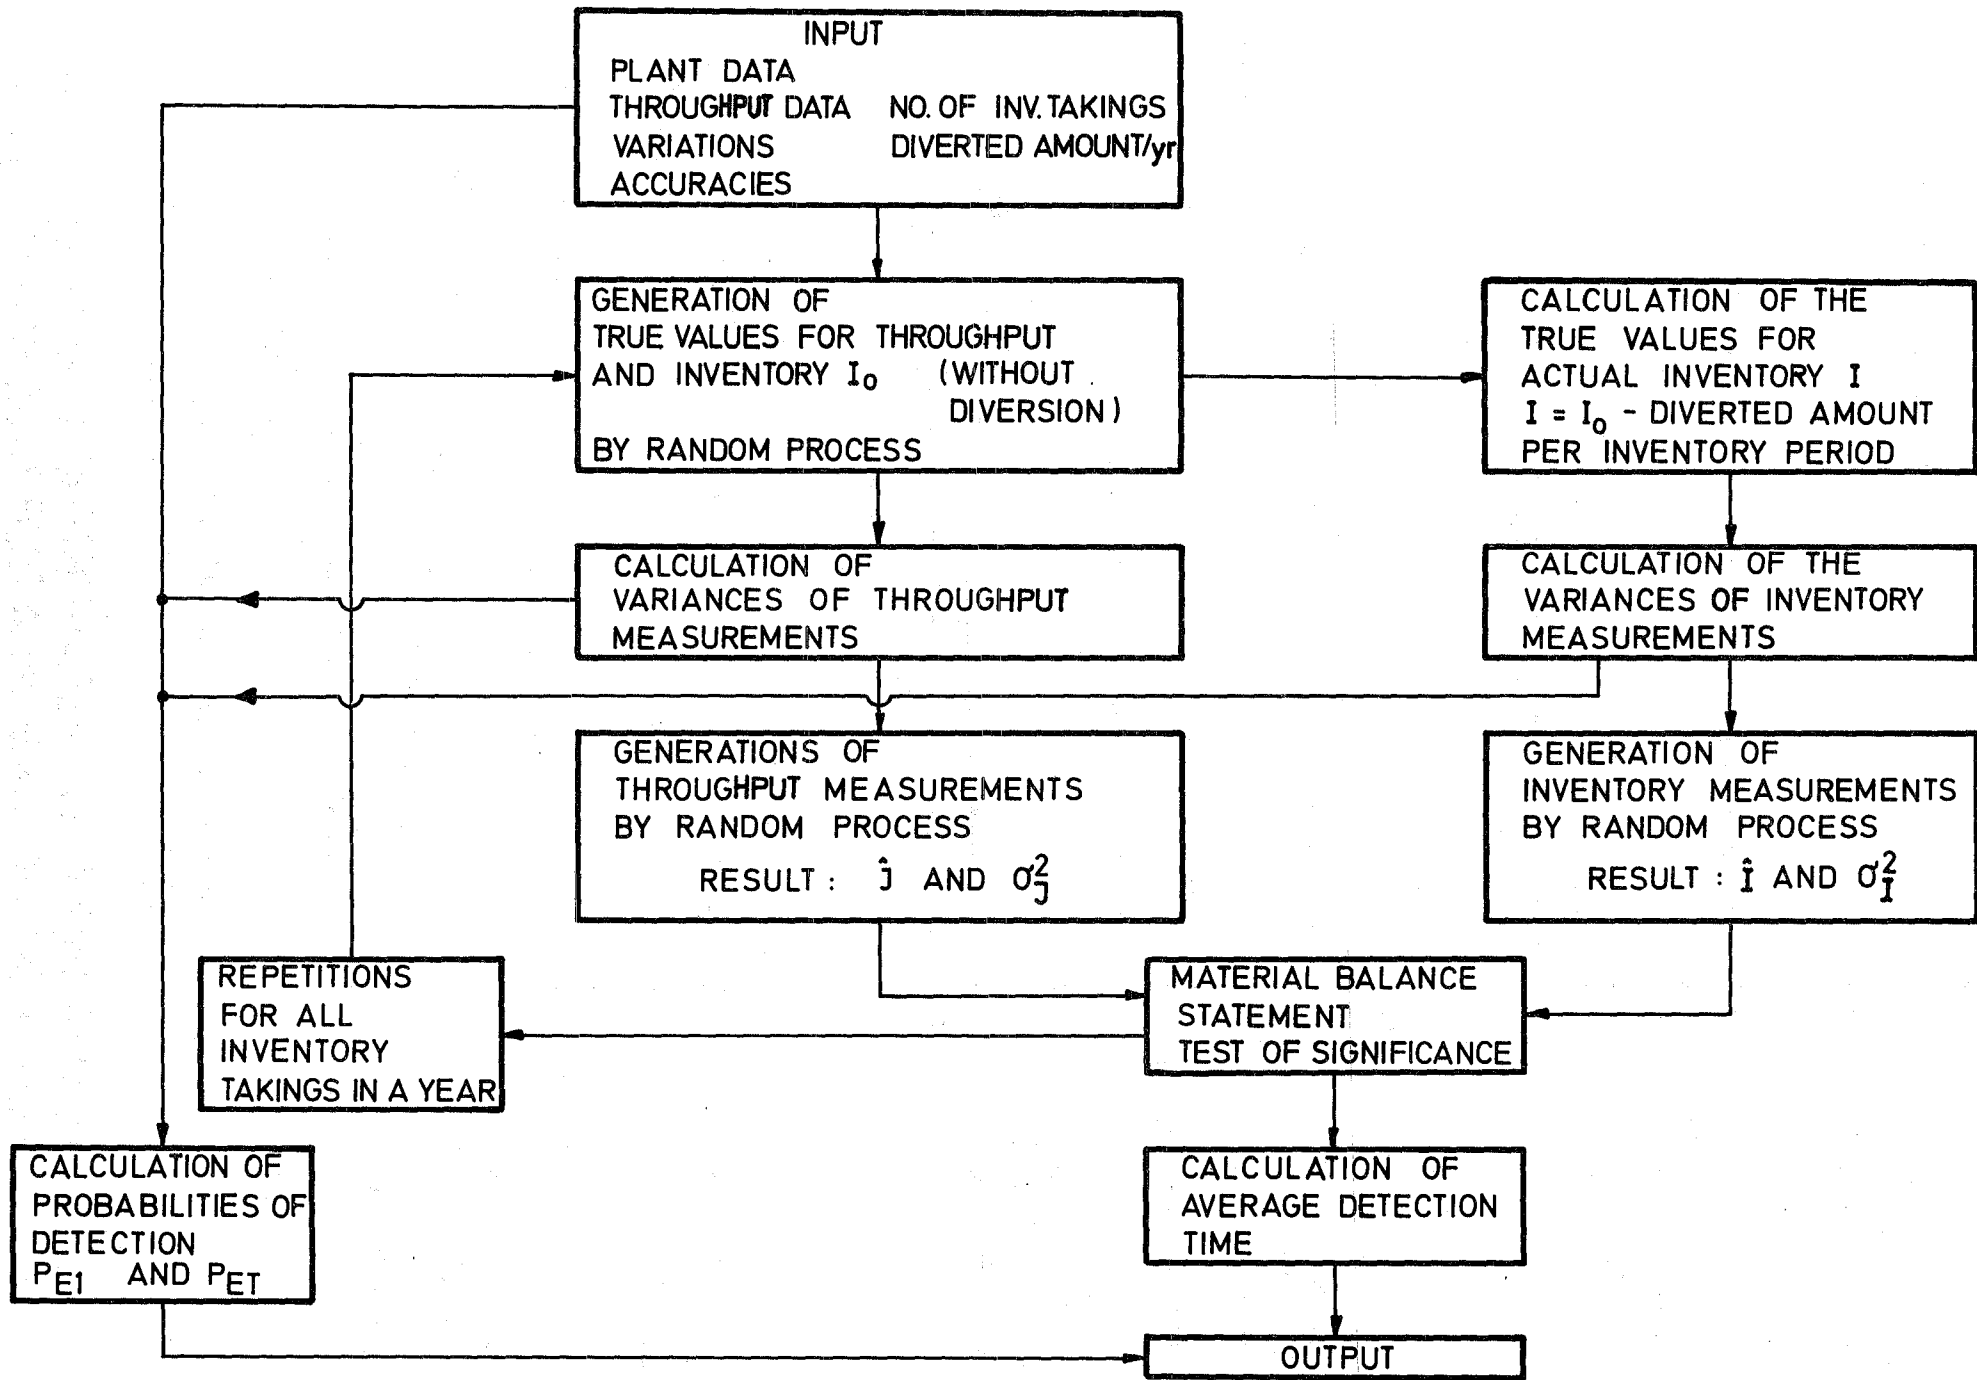 INPUT
PLANT DATA
THROUGHPUT DATA NO. OF INV. TAKINGS
VARIATIONS DIVERTED AMOUNT/yr
ACCURACIES
GENERATION OF
TRUE VALUES FOR THROUGHPUT
AND INVENTORY I₀ (WITHOUT
DIVERSION)
BY RANDOM PROCESS
CALCULATION OF THE
TRUE VALUES FOR
ACTUAL INVENTORY I
I = I₀ - DIVERTED AMOUNT
PER INVENTORY PERIOD
CALCULATION OF
VARIANCES OF THROUGHPUT
MEASUREMENTS
CALCULATION OF THE
VARIANCES OF INVENTORY
MEASUREMENTS
GENERATIONS OF
THROUGHPUT MEASUREMENTS
BY RANDOM PROCESS
RESULT : Ĵ AND σ²_J
GENERATION OF
INVENTORY MEASUREMENTS
BY RANDOM PROCESS
RESULT : Î AND σ²_I
REPETITIONS
FOR ALL
INVENTORY
TAKINGS IN A YEAR
MATERIAL BALANCE
STATEMENT
TEST OF SIGNIFICANCE
CALCULATION OF
PROBABILITIES OF
DETECTION
P_E1 AND P_ET
CALCULATION OF
AVERAGE DETECTION
TIME
OUTPUT